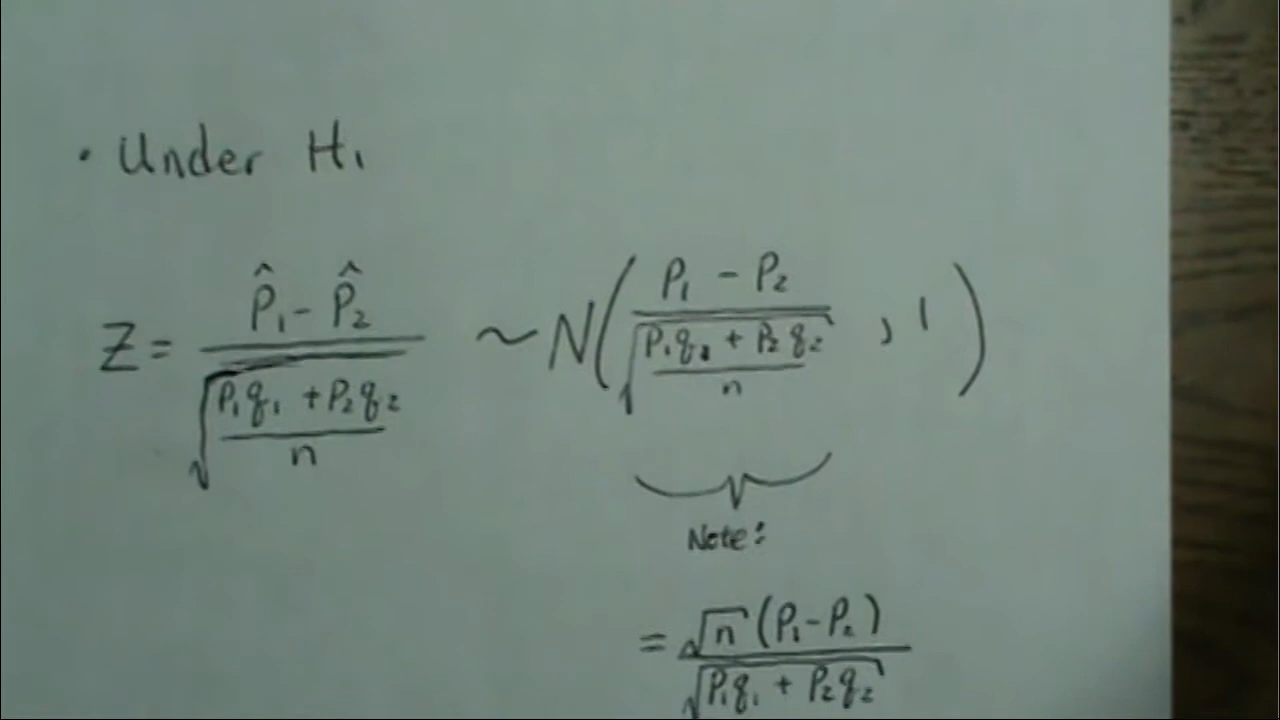 • Under H₁
Z = (P̂₁ - P̂₂) / √((P₁q₁ + P₂q₂)/n) ~ N((P₁ - P₂) / √((P₁q₂ + P₂q₂)/n), 1)
Note:
= √n (P₁ - P₂) / √(P₁q₁ + P₂q₂)